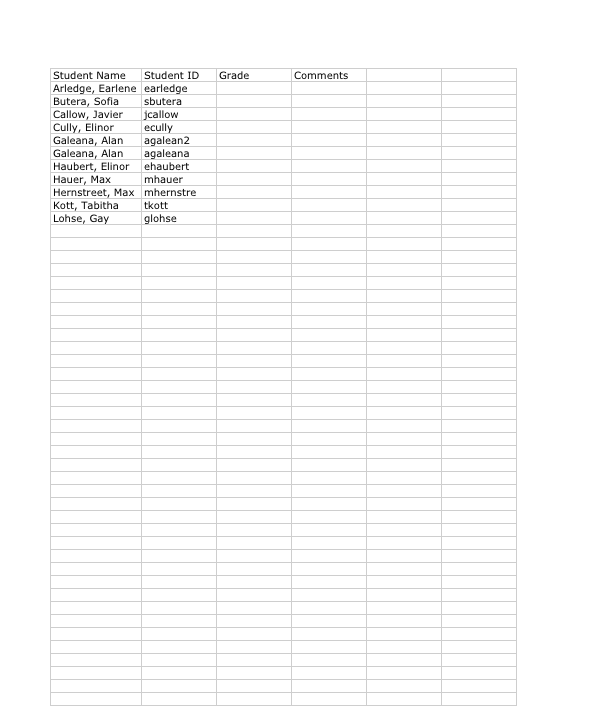 Student Name Student ID Grade Comments
Arledge, Earlene earledge
Butera, Sofia sbutera
Callow, Javier jcallow
Cully, Elinor ecully
Galeana, Alan agalean2
Galeana, Alan agaleana
Haubert, Elinor ehaubert
Hauer, Max mhauer
Hernstreet, Max mhernstre
Kott, Tabitha tkott
Lohse, Gay glohse